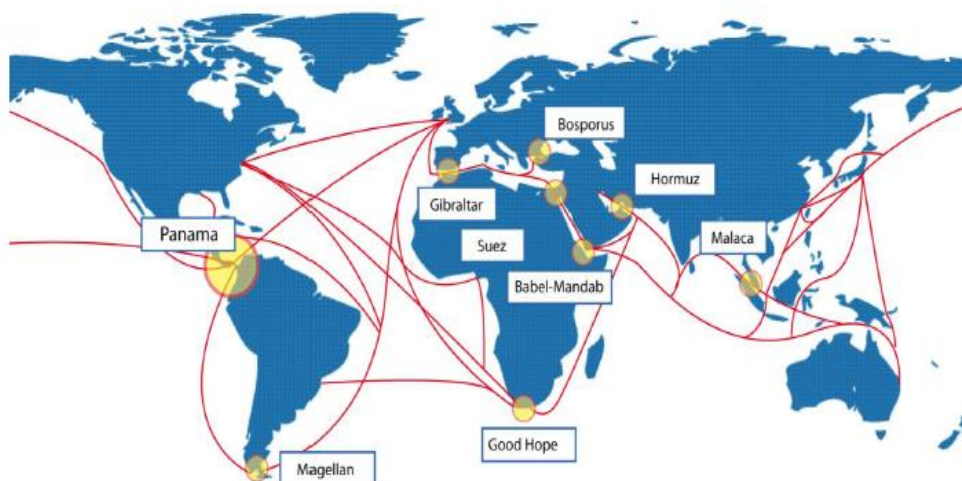 Bosporus
Hormuz
Gibraltar
Panama
Suez
Malaca
Babel-Mandab
Good Hope
Magellan